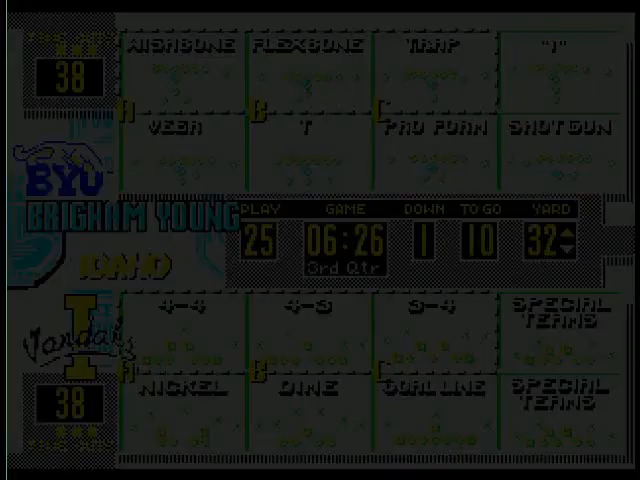 38
WISHBONE FLEXBONE TRAP "I"
A B C
VEER T PRO FORM SHOTGUN
BYU
BRIGHAM YOUNG
PLAY GAME DOWN TO GO YARD
25 06:26 1 10 32
3rd Qtr
IDAHO
I
Vandals
4-4 4-3 3-4 SPECIAL TEAMS
A B C
NICKEL DIME GOAL LINE SPECIAL TEAMS
38